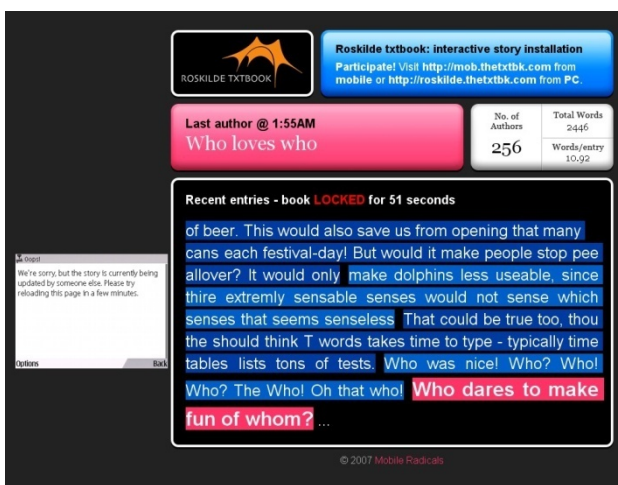 ROSKILDE TXTBOOK
Roskilde txtbook: interactive story installation
Participate! Visit http://mob.thetxtbk.com from
mobile or http://roskilde.thetxtbk.com from PC.
Last author @ 1:55AM
Who loves who
No. of
Authors
256
Total Words
2446
Words/entry
10.92
Recent entries - book LOCKED for 51 seconds
of beer. This would also save us from opening that many
cans each festival-day! But would it make people stop pee
allover? It would only make dolphins less useable, since
thire extremly sensable senses would not sense which
senses that seems senseless That could be true too, thou
the should think T words takes time to type - typically time
tables lists tons of tests. Who was nice! Who? Who!
Who? The Who! Oh that who! Who dares to make
fun of whom? ...
Oops!
We're sorry, but the story is currently being
updated by someone else. Please try
reloading this page in a few minutes.
Options Back
© 2007 Mobile Radicals